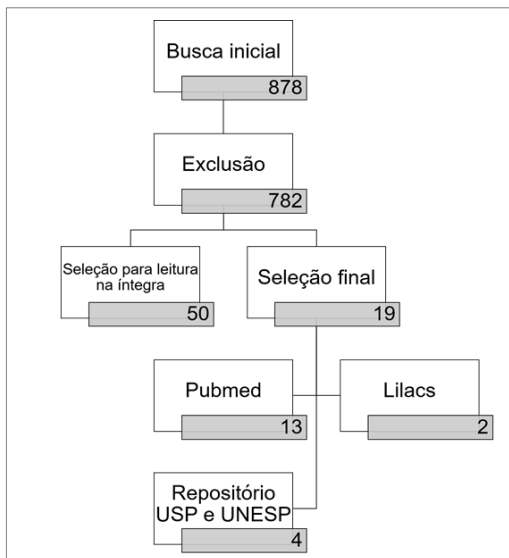 Busca inicial
878
Exclusão
782
Seleção para leitura
na íntegra
50
Seleção final
19
Pubmed
13
Lilacs
2
Repositório
USP e UNESP
4